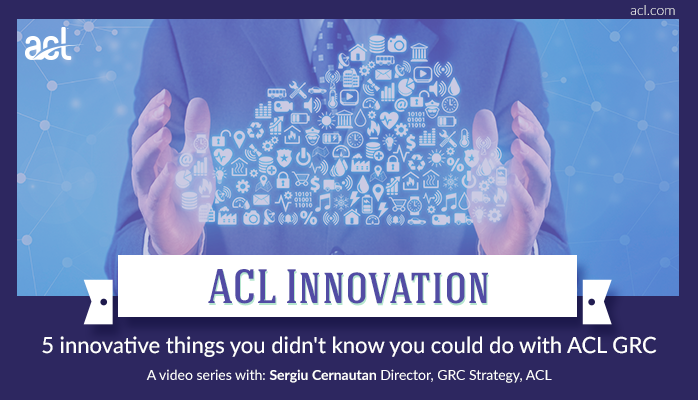 acl.com
acl
ACL Innovation
5 innovative things you didn't know you could do with ACL GRC
A video series with: Sergiu Cernautan Director, GRC Strategy, ACL